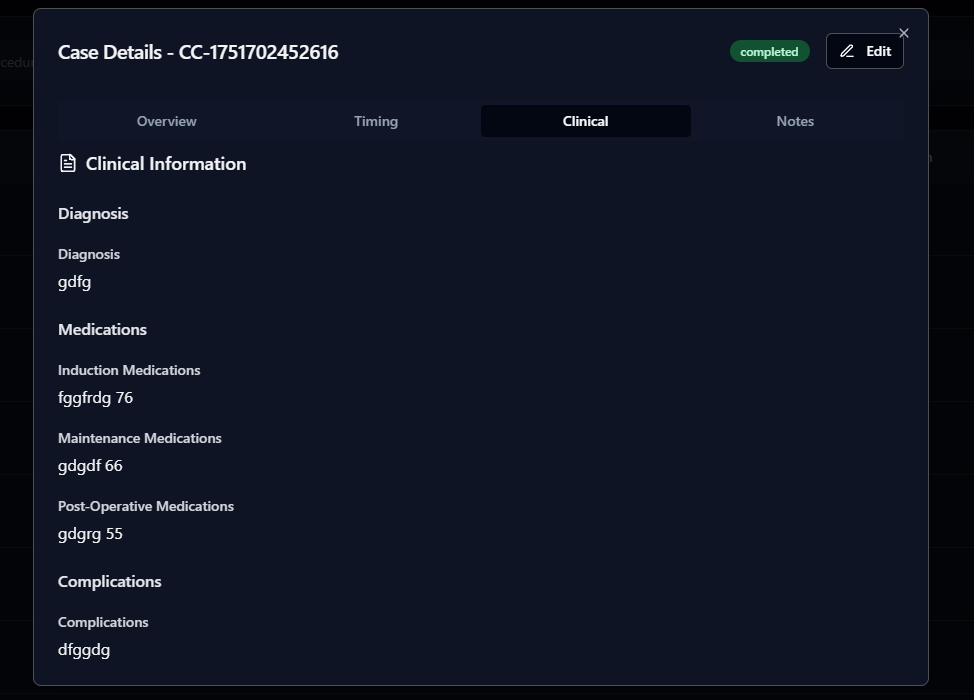 Case Details - CC-1751702452616
completed
Edit
Overview
Timing
Clinical
Notes
Clinical Information
Diagnosis
Diagnosis
gdfg
Medications
Induction Medications
fggfrdg 76
Maintenance Medications
gdgdf 66
Post-Operative Medications
gdgrg 55
Complications
Complications
dfggdg